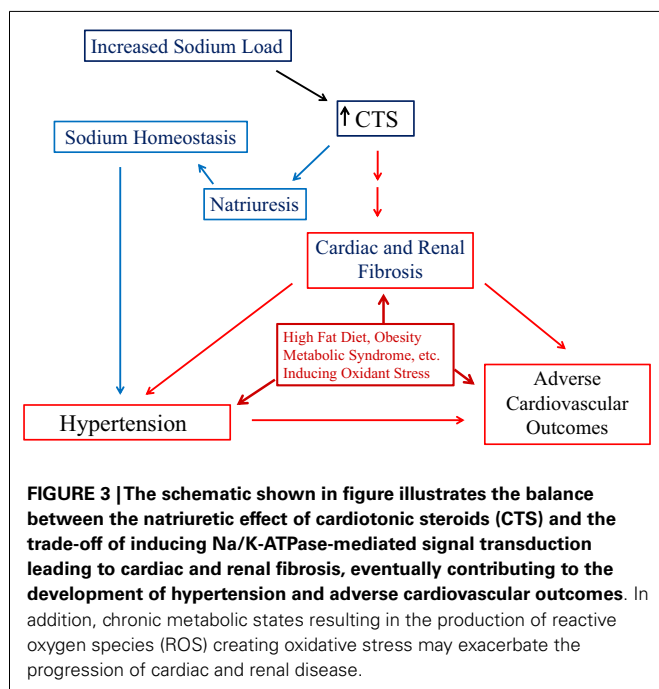 Increased Sodium Load
↑ CTS
Sodium Homeostasis
Natriuresis
Cardiac and Renal
Fibrosis
High Fat Diet, Obesity
Metabolic Syndrome, etc.
Inducing Oxidant Stress
Adverse
Cardiovascular
Outcomes
Hypertension
FIGURE 3 | The schematic shown in figure illustrates the balance
between the natriuretic effect of cardiotonic steroids (CTS) and the
trade-off of inducing Na/K-ATPase-mediated signal transduction
leading to cardiac and renal fibrosis, eventually contributing to the
development of hypertension and adverse cardiovascular outcomes. In
addition, chronic metabolic states resulting in the production of reactive
oxygen species (ROS) creating oxidative stress may exacerbate the
progression of cardiac and renal disease.